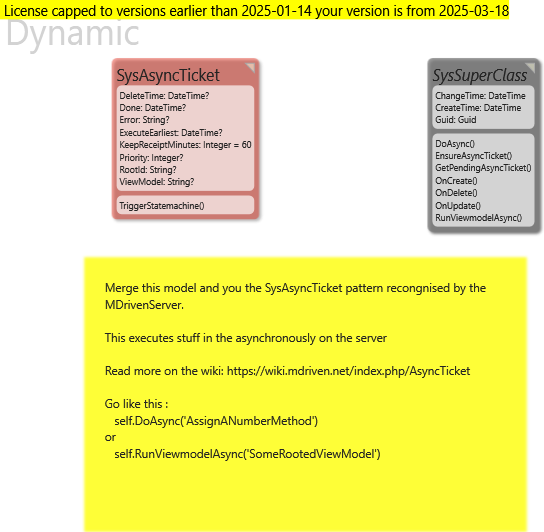 License capped to versions earlier than 2025-01-14 your version is from 2025-03-18
Dynamic
SysAsyncTicket
DeleteTime: DateTime?
Done: DateTime?
Error: String?
ExecuteEarliest: DateTime?
KeepReceiptMinutes: Integer = 60
Priority: Integer?
RootId: String?
ViewModel: String?
TriggerStatemachine()
SysSuperClass
ChangeTime: DateTime
CreateTime: DateTime
Guid: Guid
DoAsync()
EnsureAsyncTicket()
GetPendingAsyncTicket()
OnCreate()
OnDelete()
OnUpdate()
RunViewmodelAsync()
Merge this model and you the SysAsyncTicket pattern recongnised by the
MDrivenServer.
This executes stuff in the asynchronously on the server
Read more on the wiki: https://wiki.mdriven.net/index.php/AsyncTicket
Go like this :
self.DoAsync('AssignANumberMethod')
or
self.RunViewmodelAsync('SomeRootedViewModel')